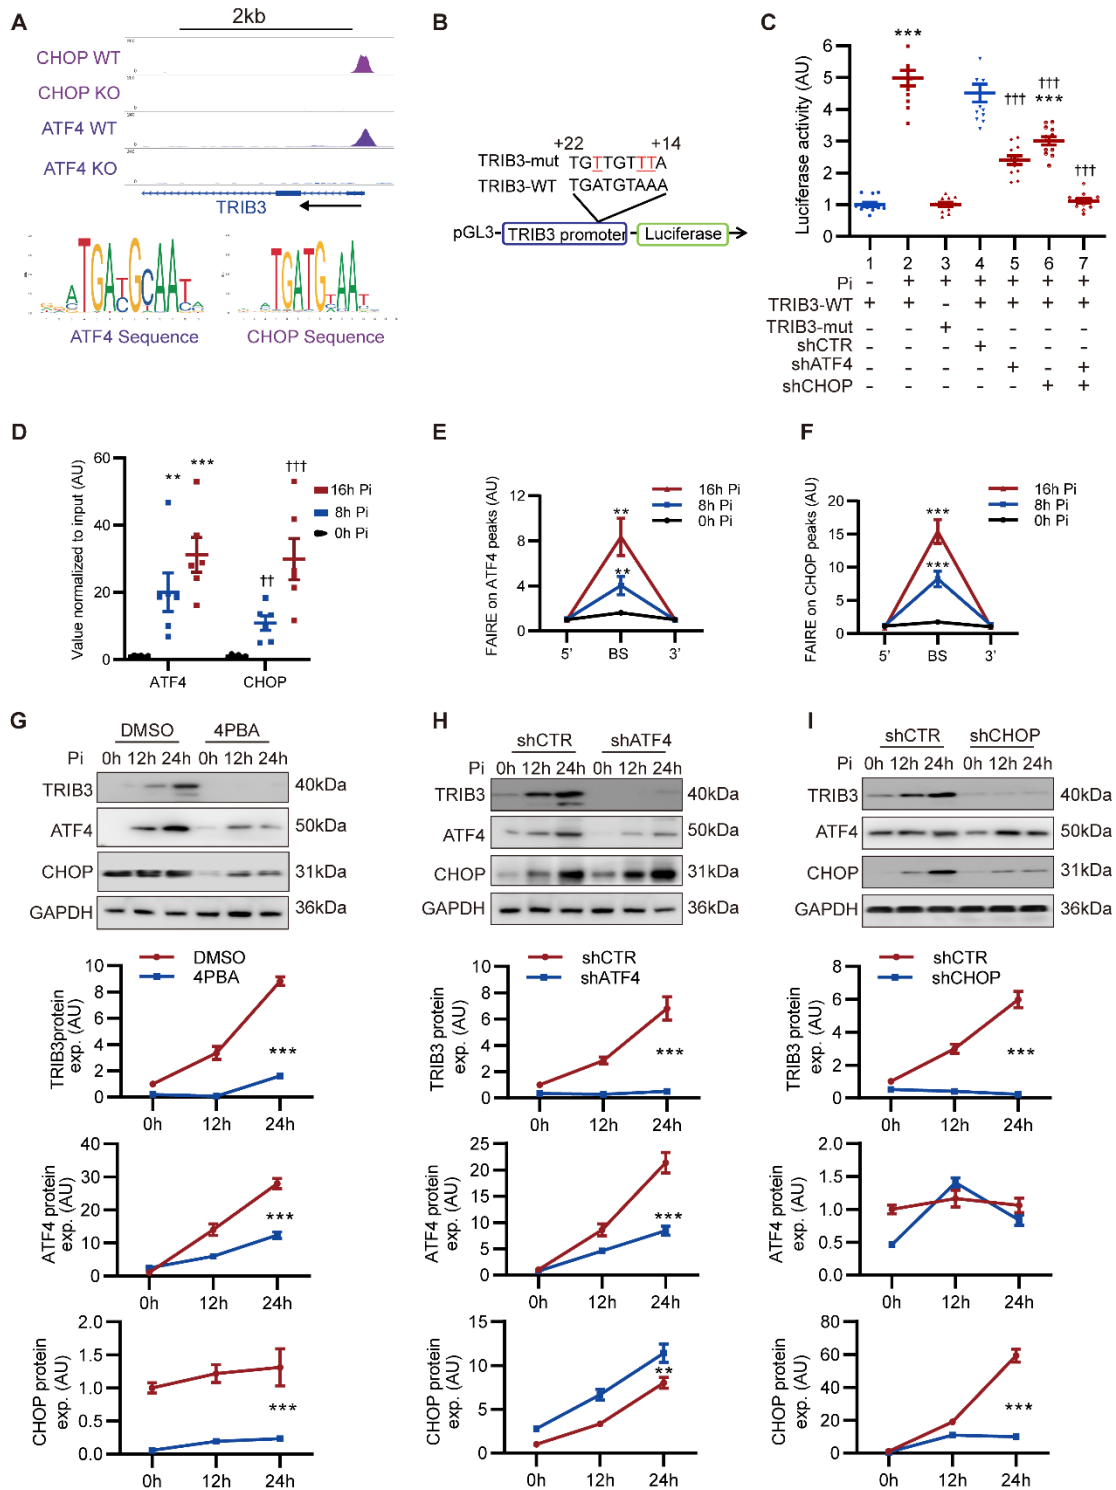 A
2kb
CHOP WT
CHOP KO
ATF4 WT
ATF4 KO
TRIB3
ATF4 Sequence
CHOP Sequence
B
+22 +14
TRIB3-mut TGTTGTTTA
TRIB3-WT TGATGTAAA
pGL3 TRIB3 promoter Luciferase
C
Luciferase activity (AU)
6
5
4
3
2
1
0
***
†††
†††
***
†††
1 2 3 4 5 6 7
Pi - + + + + + +
TRIB3-WT + + - + + + +
TRIB3-mut - - + - - - -
shCTR - - - + - - -
shATF4 - - - - + - +
shCHOP - - - - - + +
D
Value normalized to input (AU)
60
40
20
0
** *** †† †††
16h Pi
8h Pi
0h Pi
ATF4 CHOP
E
FAIRE on ATF4 peaks (AU)
12
8
4
0
**
**
16h Pi
8h Pi
0h Pi
5' BS 3'
F
FAIRE on CHOP peaks (AU)
20
15
10
5
0
***
***
16h Pi
8h Pi
0h Pi
5' BS 3'
G
DMSO 4PBA
Pi 0h 12h 24h 0h 12h 24h
TRIB3 40kDa
ATF4 50kDa
CHOP 31kDa
GAPDH 36kDa
DMSO
4PBA
TRIB3protein
exp. (AU)
10
8
6
4
2
0
***
0h 12h 24h
ATF4 protein
exp. (AU)
40
30
20
10
0
***
0h 12h 24h
CHOP protein
exp. (AU)
2.0
1.5
1.0
0.5
0.0
***
0h 12h 24h
H
shCTR shATF4
Pi 0h 12h 24h 0h 12h 24h
TRIB3 40kDa
ATF4 50kDa
CHOP 31kDa
GAPDH 36kDa
shCTR
shATF4
TRIB3 protein
exp. (AU)
10
8
6
4
2
0
***
0h 12h 24h
ATF4 protein
exp. (AU)
25
20
15
10
5
0
***
0h 12h 24h
CHOP protein
exp. (AU)
15
10
5
0
**
0h 12h 24h
I
shCTR shCHOP
Pi 0h 12h 24h 0h 12h 24h
TRIB3 40kDa
ATF4 50kDa
CHOP 31kDa
GAPDH 36kDa
shCTR
shCHOP
TRIB3 protein
exp. (AU)
8
6
4
2
0
***
0h 12h 24h
ATF4 protein
exp. (AU)
2.0
1.5
1.0
0.5
0.0
0h 12h 24h
CHOP protein
exp. (AU)
80
60
40
20
0
***
0h 12h 24h